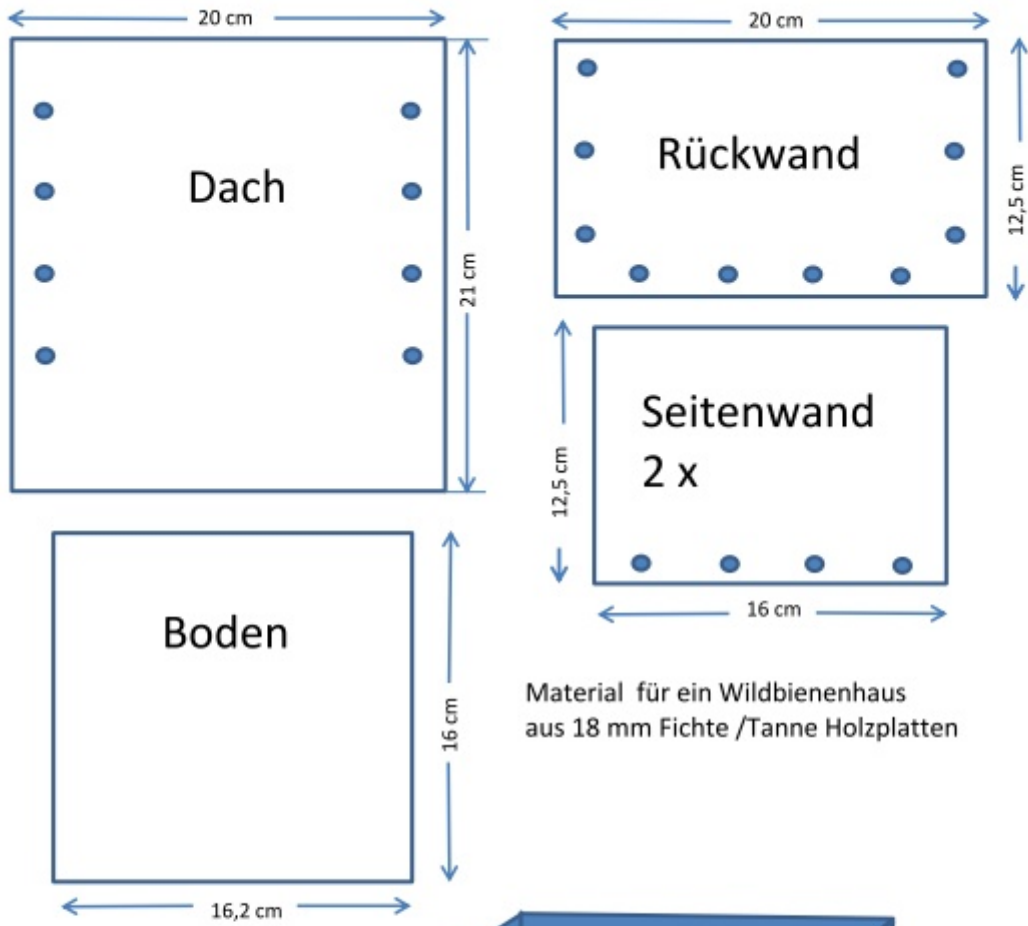 20 cm
Dach
21 cm
20 cm
Rückwand
12,5 cm
Seitenwand
2 x
12,5 cm
16 cm
Boden
16 cm
16,2 cm
Material für ein Wildbienenhaus
aus 18 mm Fichte /Tanne Holzplatten